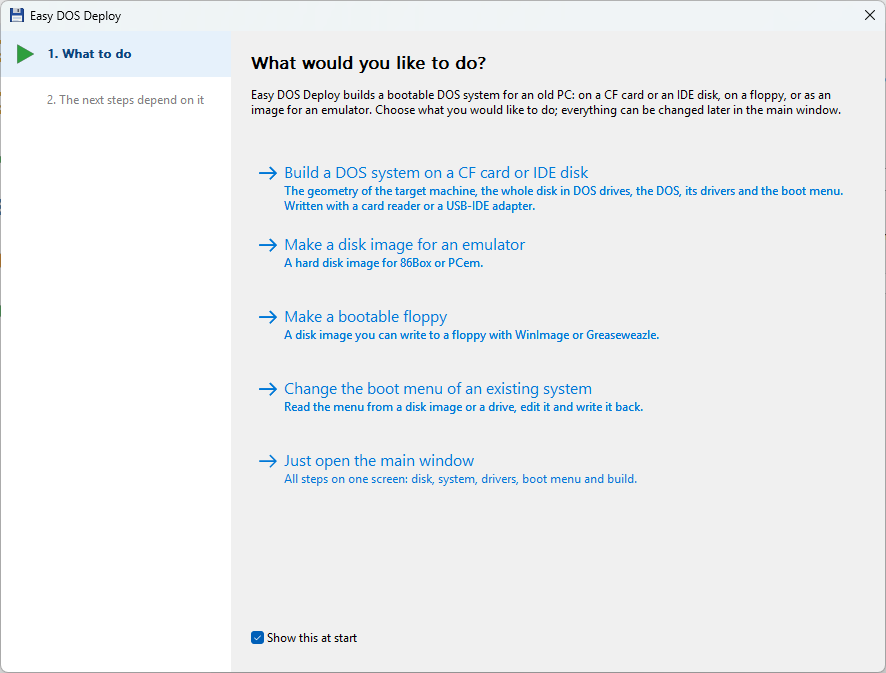 Easy DOS Deploy
1. What to do
2. The next steps depend on it
What would you like to do?
Easy DOS Deploy builds a bootable DOS system for an old PC: on a CF card or an IDE disk, on a floppy, or as an
image for an emulator. Choose what you would like to do; everything can be changed later in the main window.
Build a DOS system on a CF card or IDE disk
The geometry of the target machine, the whole disk in DOS drives, the DOS, its drivers and the boot menu.
Written with a card reader or a USB-IDE adapter.
Make a disk image for an emulator
A hard disk image for 86Box or PCem.
Make a bootable floppy
A disk image you can write to a floppy with WinImage or Greaseweazle.
Change the boot menu of an existing system
Read the menu from a disk image or a drive, edit it and write it back.
Just open the main window
All steps on one screen: disk, system, drivers, boot menu and build.
Show this at start